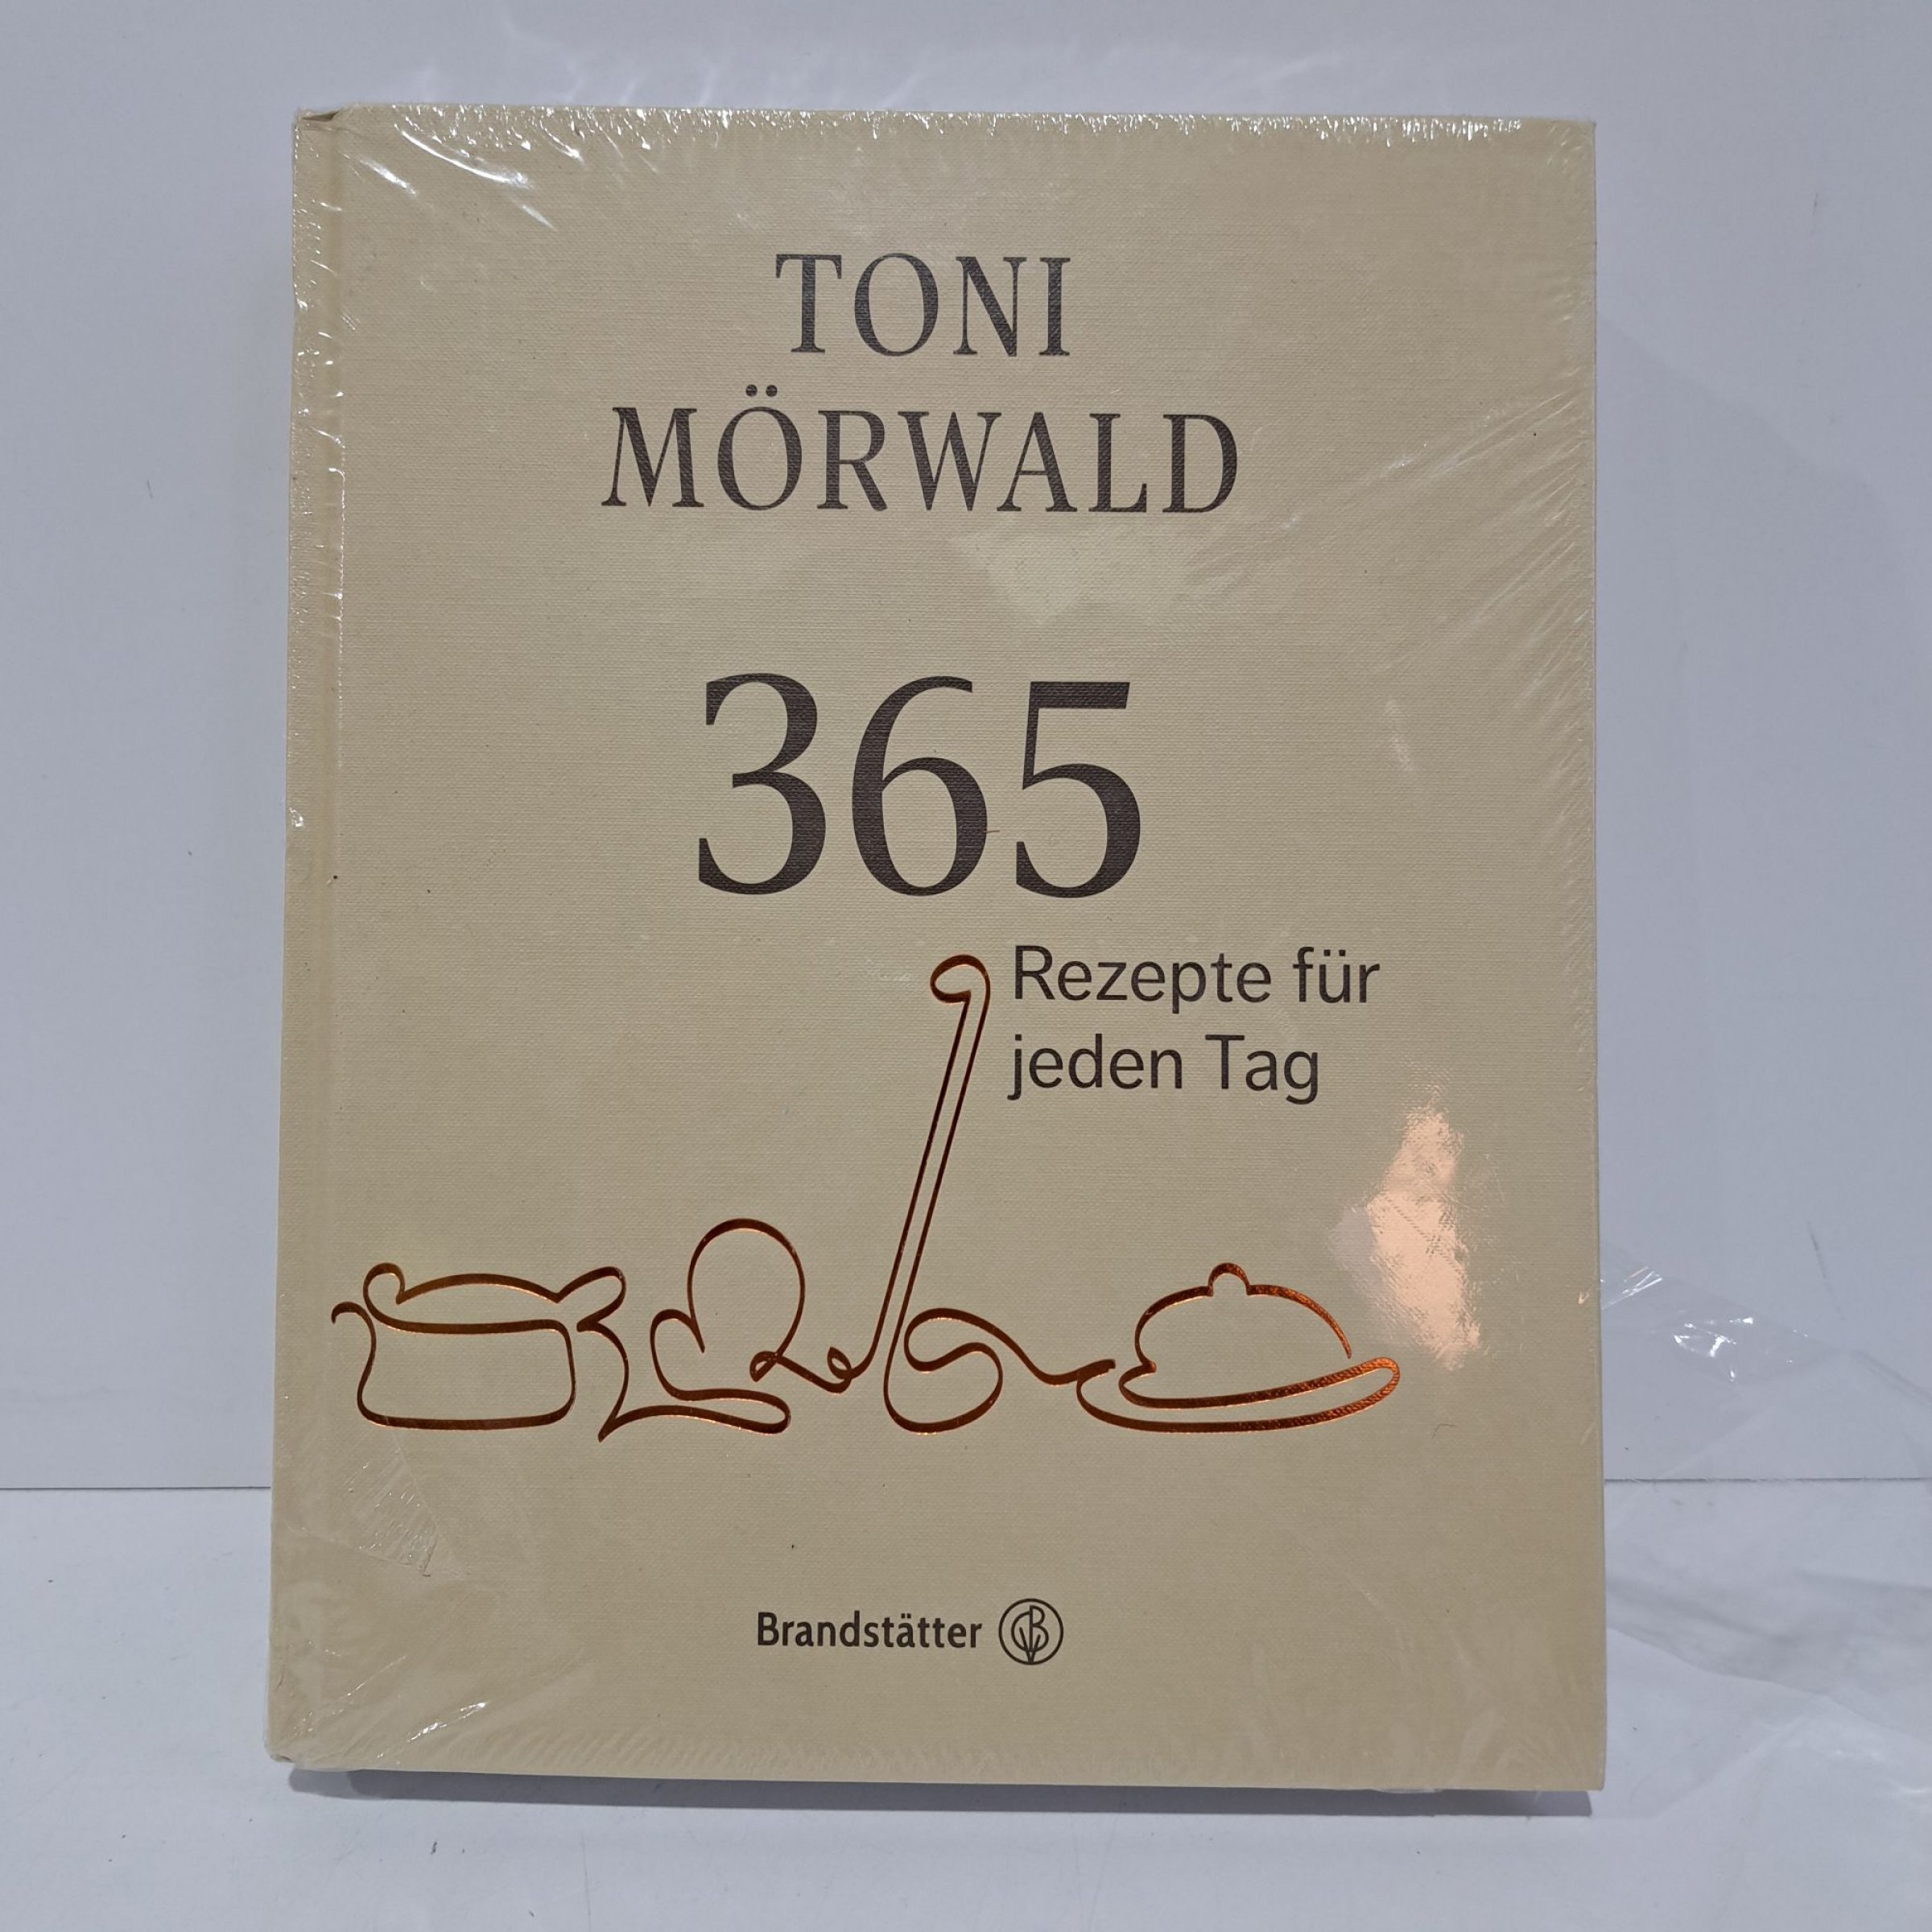 TONI
MÖRWALD
365
Rezepte für
jeden Tag
Brandstätter